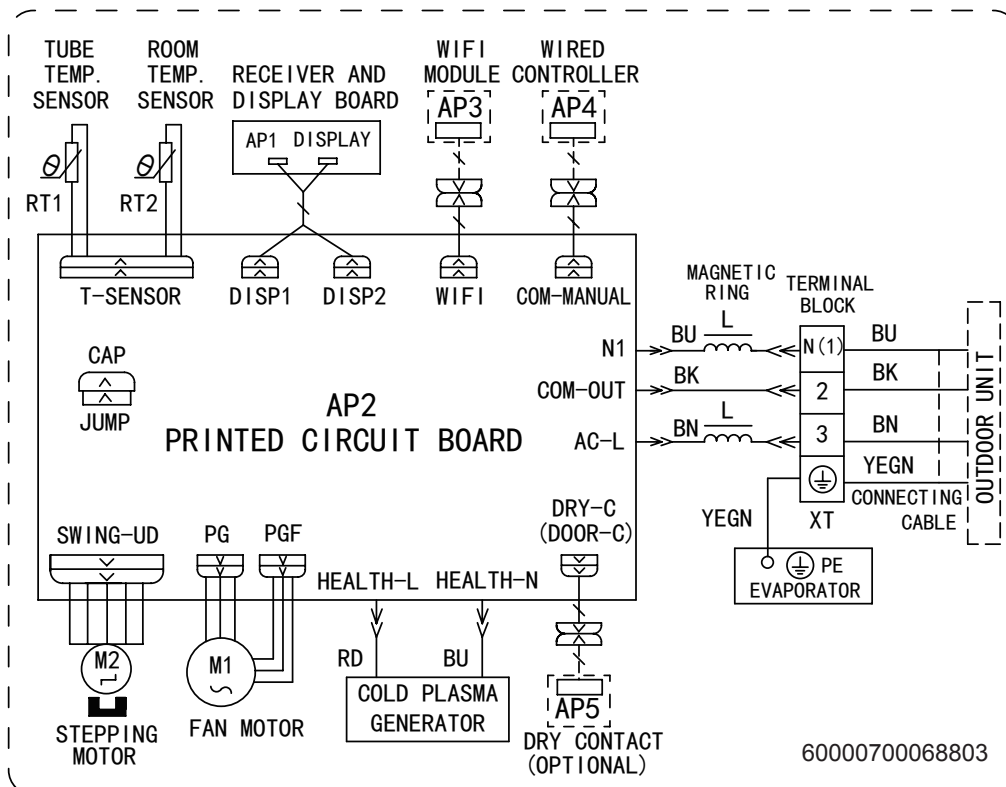 TUBE TEMP. SENSOR
ROOM TEMP. SENSOR
RECEIVER AND
DISPLAY BOARD
WIFI
MODULE
WIRED
CONTROLLER
AP1 DISPLAY
AP3
AP4
θ
RT1
θ
RT2
T-SENSOR
DISP1
DISP2
WIFI
COM-MANUAL
MAGNETIC
RING
TERMINAL
BLOCK
CAP
JUMP
AP2
PRINTED CIRCUIT BOARD
N1
BU
L
N(1)
BU
COM-OUT
BK
2
BK
AC-L
BN
L
3
BN
YEGN
CONNECTING
CABLE
XT
OUTDOOR UNIT
YEGN
PE
EVAPORATOR
SWING-UD
PG
PGF
HEALTH-L
HEALTH-N
DRY-C
(DOOR-C)
M2
STEPPING
MOTOR
M1
FAN MOTOR
RD
BU
COLD PLASMA
GENERATOR
AP5
DRY CONTACT
(OPTIONAL)
60000700068803